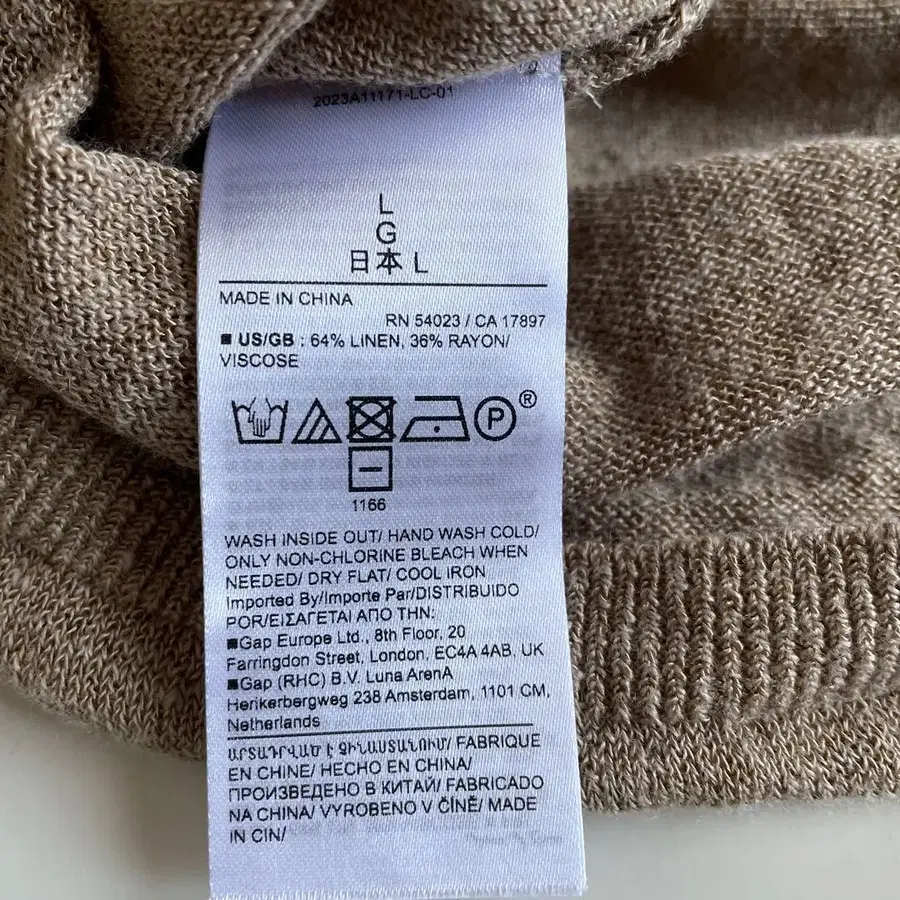 2023A11171-LC-01
L
G
日本 L
MADE IN CHINA
RN 54023 / CA 17897
■ US/GB : 64% LINEN, 36% RAYON/
VISCOSE
P ®
1166
WASH INSIDE OUT/ HAND WASH COLD/
ONLY NON-CHLORINE BLEACH WHEN
NEEDED/ DRY FLAT/ COOL IRON
Imported By/Importe Par/DISTRIBUIDO
POR/ΕΙΣΑΓΕΤΑΙ ΑΠΟ ΤΗΝ:
■Gap Europe Ltd., 8th Floor, 20
Farringdon Street, London, EC4A 4AB, UK
■Gap (RHC) B.V. Luna ArenA
Herikerbergweg 238 Amsterdam, 1101 CM,
Netherlands
ԱՐՏԱԴՐՎԱԾ Է ՉԻՆԱՍՏԱՆՈՒՄ/ FABRIQUE
EN CHINE/ HECHO EN CHINA/
ПРОИЗВЕДЕНО В КИТАЙ/ FABRICADO
NA CHINA/ VYROBENO V ČÍNĚ/ MADE
IN CIN/